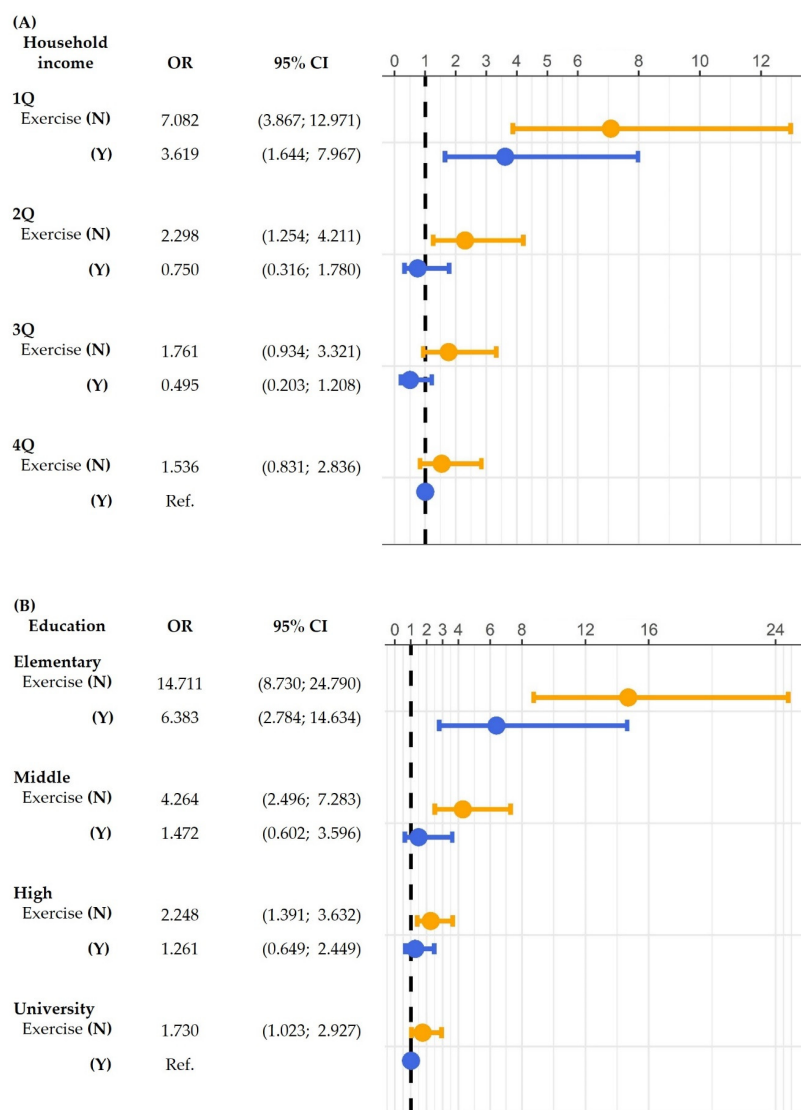 (A)
Household income OR 95% CI
0 1 2 3 4 6 8 10 12
1Q
Exercise (N) 7.082 (3.867; 12.971)
(Y) 3.619 (1.644; 7.967)
2Q
Exercise (N) 2.298 (1.254; 4.211)
(Y) 0.750 (0.316; 1.780)
3Q
Exercise (N) 1.761 (0.934; 3.321)
(Y) 0.495 (0.203; 1.208)
4Q
Exercise (N) 1.536 (0.831; 2.836)
(Y) Ref.
(B)
Education OR 95% CI
0 1 2 3 4 6 8 12 16 24
Elementary
Exercise (N) 14.711 (8.730; 24.790)
(Y) 6.383 (2.784; 14.634)
Middle
Exercise (N) 4.264 (2.496; 7.283)
(Y) 1.472 (0.602; 3.596)
High
Exercise (N) 2.248 (1.391; 3.632)
(Y) 1.261 (0.649; 2.449)
University
Exercise (N) 1.730 (1.023; 2.927)
(Y) Ref.